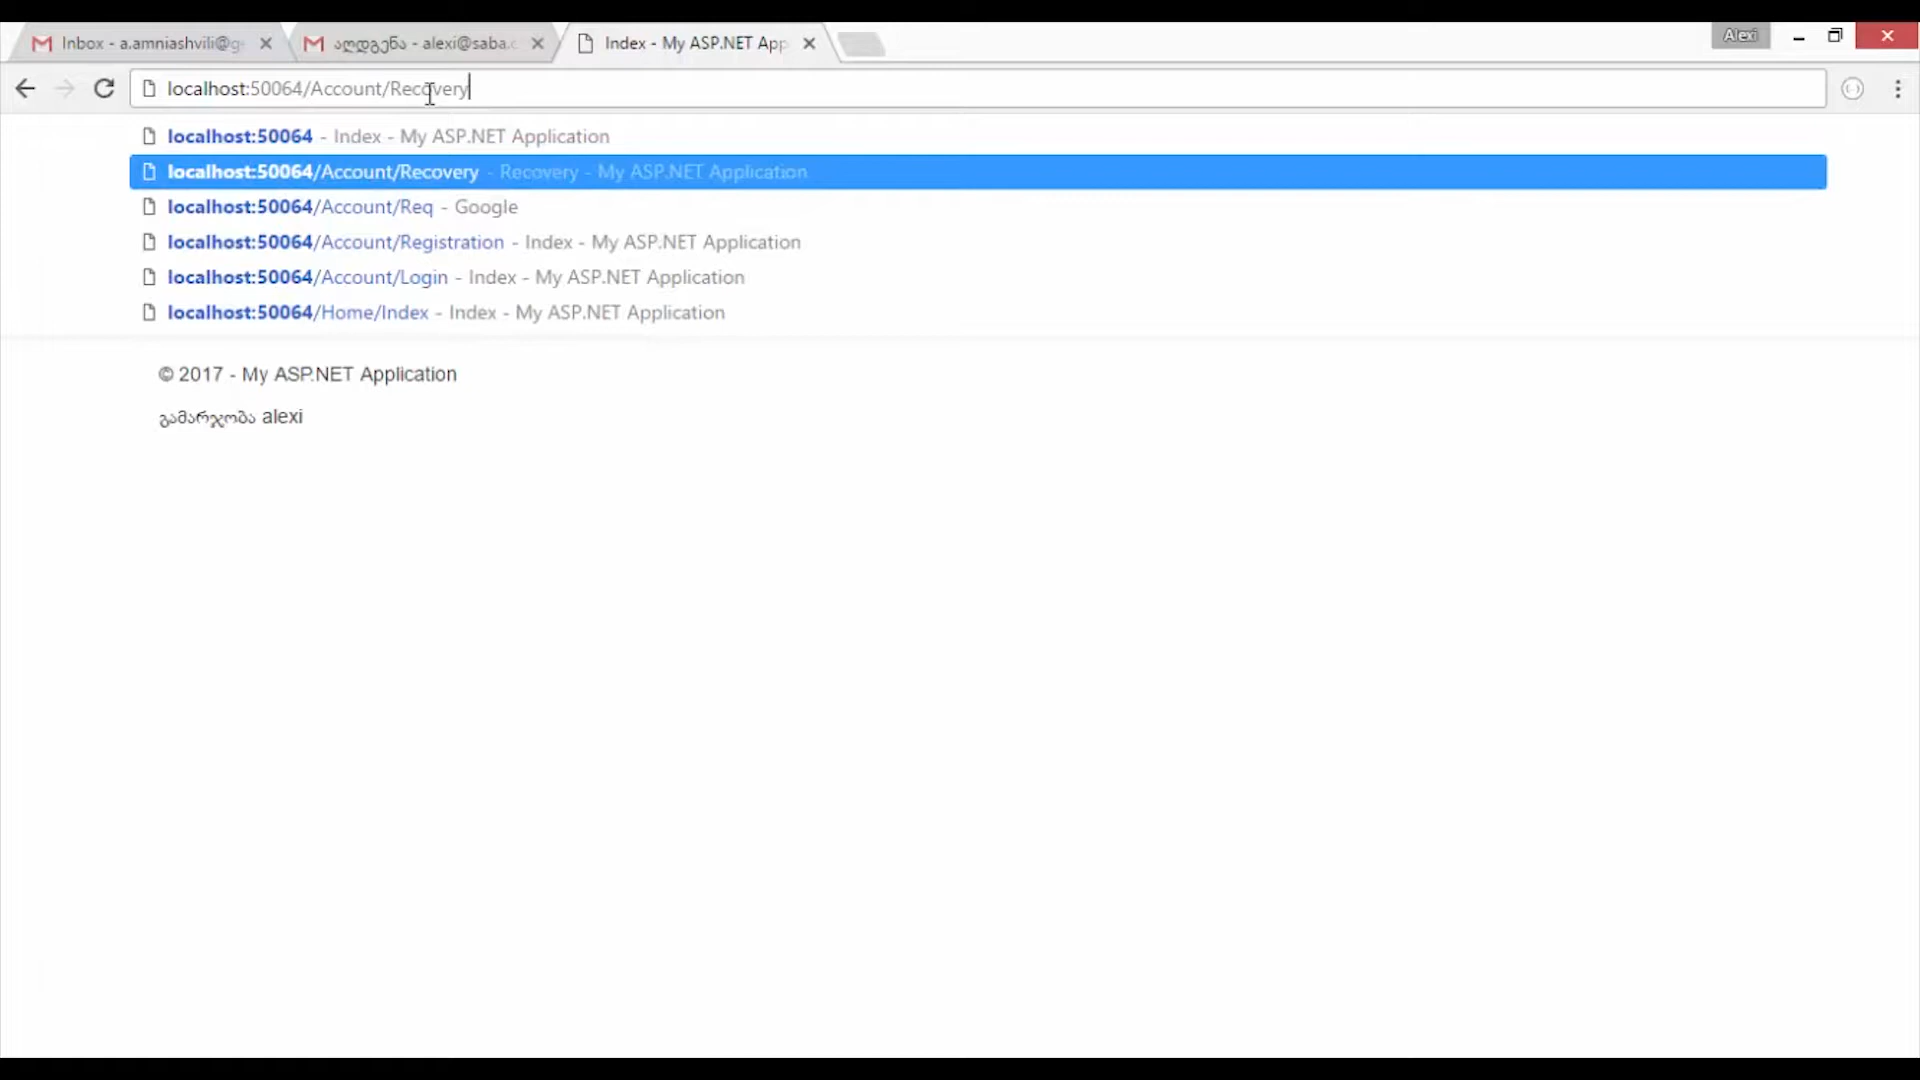 Inbox - a.amniashvili@g
აღდგენა - alexi@saba.
Index - My ASP.NET App
Alexi
localhost:50064/Account/Recovery
localhost:50064 - Index - My ASP.NET Application
localhost:50064/Account/Recovery - Recovery - My ASP.NET Application
localhost:50064/Account/Req - Google
localhost:50064/Account/Registration - Index - My ASP.NET Application
localhost:50064/Account/Login - Index - My ASP.NET Application
localhost:50064/Home/Index - Index - My ASP.NET Application
© 2017 - My ASP.NET Application
გამარჯობა alexi